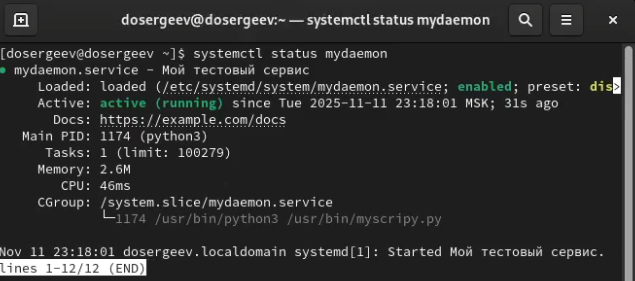 dosergeev@dosergeev:~ — systemctl status mydaemon
[dosergeev@dosergeev ~]$ systemctl status mydaemon
● mydaemon.service - Мой тестовый сервис
Loaded: loaded (/etc/systemd/system/mydaemon.service; enabled; preset: dis>
Active: active (running) since Tue 2025-11-11 23:18:01 MSK; 31s ago
Docs: https://example.com/docs
Main PID: 1174 (python3)
Tasks: 1 (limit: 100279)
Memory: 2.6M
CPU: 46ms
CGroup: /system.slice/mydaemon.service
└─1174 /usr/bin/python3 /usr/bin/myscripy.py
Nov 11 23:18:01 dosergeev.localdomain systemd[1]: Started Мой тестовый сервис.
lines 1-12/12 (END)